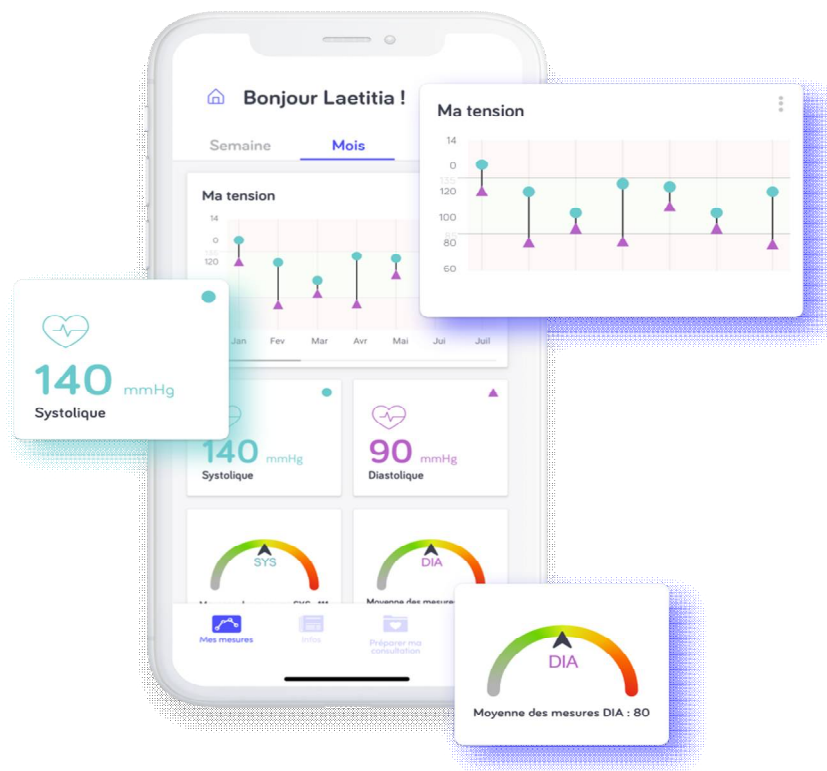 Bonjour Laetitia !
Semaine
Mois
Ma tension
14
0
120
Jan
Fev
Mar
Avr
Mai
Jui
Juil
Ma tension
14
0
120
100
80
60
140 mmHg
Systolique
140 mmHg
Systolique
90 mmHg
Diastolique
SYS
DIA
Moyenne des mesures
Mes mesures
Infos
Préparer ma
consultation
DIA
Moyenne des mesures DIA : 80